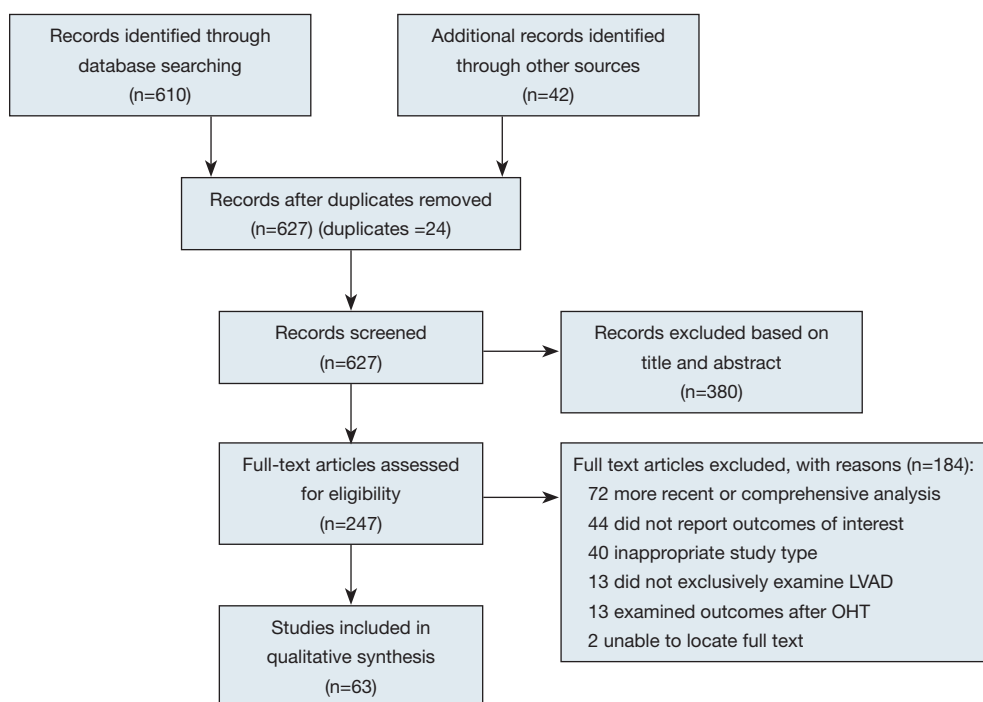 Records identified through
database searching
(n=610)
Additional records identified
through other sources
(n=42)
Records after duplicates removed
(n=627) (duplicates =24)
Records screened
(n=627)
Records excluded based on
title and abstract
(n=380)
Full-text articles assessed
for eligibility
(n=247)
Full text articles excluded, with reasons (n=184):
72 more recent or comprehensive analysis
44 did not report outcomes of interest
40 inappropriate study type
13 did not exclusively examine LVAD
13 examined outcomes after OHT
2 unable to locate full text
Studies included in
qualitative synthesis
(n=63)